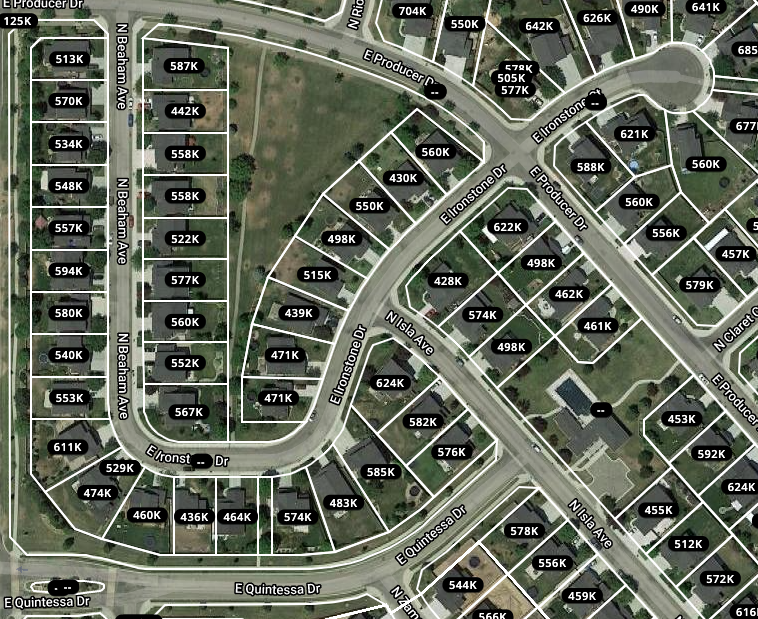 E Producer Dr
125K
N Beaham Ave
513K
570K
534K
548K
557K
594K
580K
540K
553K
611K
N Beaham Ave
N Beaham Ave
587K
442K
558K
558K
522K
577K
560K
552K
567K
N Rio
704K
550K
642K
626K
490K
641K
685
E Producer Dr
--
578K
505K
577K
E Ironstone Ct
--
677K
621K
588K
560K
560K
556K
457K
579K
560K
430K
550K
498K
515K
439K
471K
471K
E Ironstone Dr
E Producer Dr
622K
498K
462K
461K
428K
574K
498K
N Isla Ave
E Ironstone Dr
624K
582K
576K
585K
483K
574K
464K
436K
460K
474K
529K
E Ironst
--
Dr
N Claret C
E Producer
--
453K
592K
624K
455K
512K
572K
616K
N Isla Ave
578K
556K
459K
E Quintessa Dr
544K
566K
N Zam
E Quintessa Dr
--
E Quintessa Dr